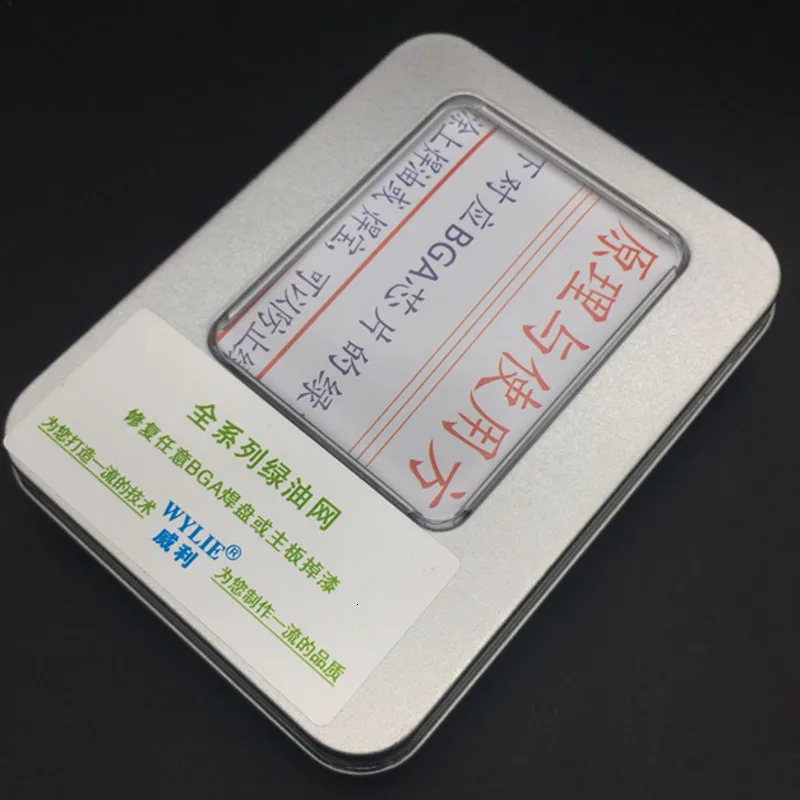 原理与使用方
下对应BGA芯片的绿
涂上焊油或焊宝,可以防止绿
全系列绿油网
修复任意BGA焊盘或主板掉漆
为您打造一流的技术
WYLIE®
威利
为您制作一流的品质